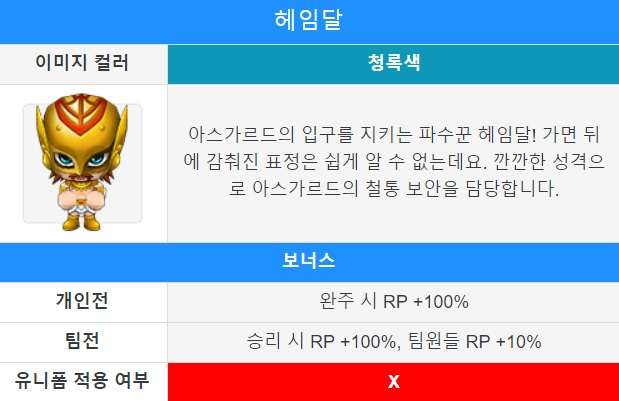 헤임달
이미지 컬러
청록색
아스가르드의 입구를 지키는 파수꾼 헤임달! 가면 뒤
에 감춰진 표정은 쉽게 알 수 없는데요. 깐깐한 성격으
로 아스가르드의 철통 보안을 담당합니다.
보너스
개인전
완주 시 RP +100%
팀전
승리 시 RP +100%, 팀원들 RP +10%
유니폼 적용 여부
X